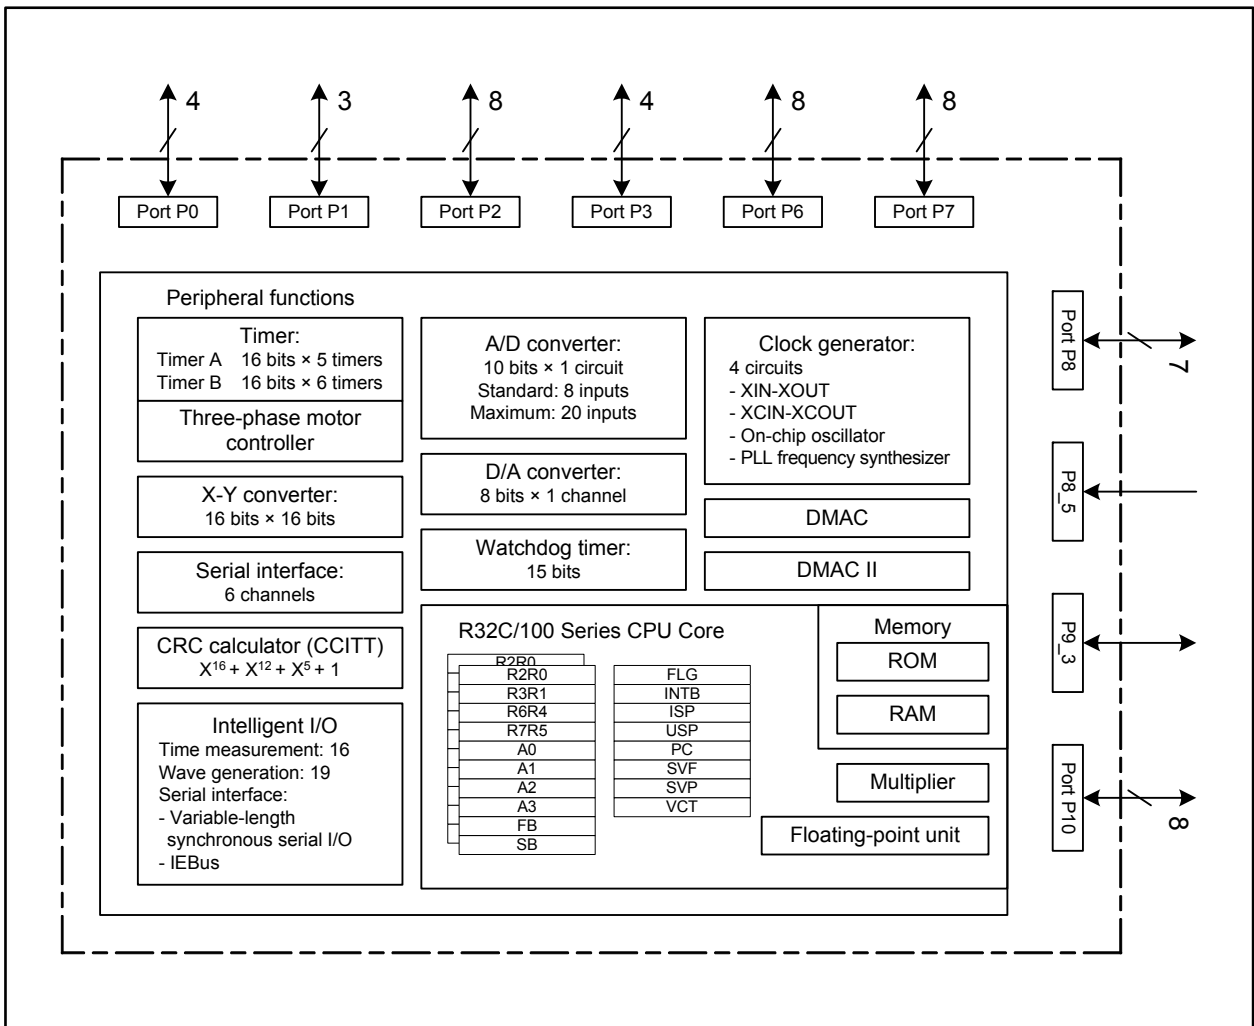 4
3
8
4
8
8
Port P0
Port P1
Port P2
Port P3
Port P6
Port P7
Peripheral functions
Timer:
Timer A 16 bits × 5 timers
Timer B 16 bits × 6 timers
Three-phase motor
controller
X-Y converter:
16 bits × 16 bits
Serial interface:
6 channels
CRC calculator (CCITT)
X¹⁶ + X¹² + X⁵ + 1
Intelligent I/O
Time measurement: 16
Wave generation: 19
Serial interface:
- Variable-length
synchronous serial I/O
- IEBus
A/D converter:
10 bits × 1 circuit
Standard: 8 inputs
Maximum: 20 inputs
D/A converter:
8 bits × 1 channel
Watchdog timer:
15 bits
Clock generator:
4 circuits
- XIN-XOUT
- XCIN-XCOUT
- On-chip oscillator
- PLL frequency synthesizer
DMAC
DMAC II
R32C/100 Series CPU Core
R2R0
R2R0
R3R1
R6R4
R7R5
A0
A1
A2
A3
FB
SB
FLG
INTB
ISP
USP
PC
SVF
SVP
VCT
Memory
ROM
RAM
Multiplier
Floating-point unit
Port P8
7
P8_5
P9_3
Port P10
8